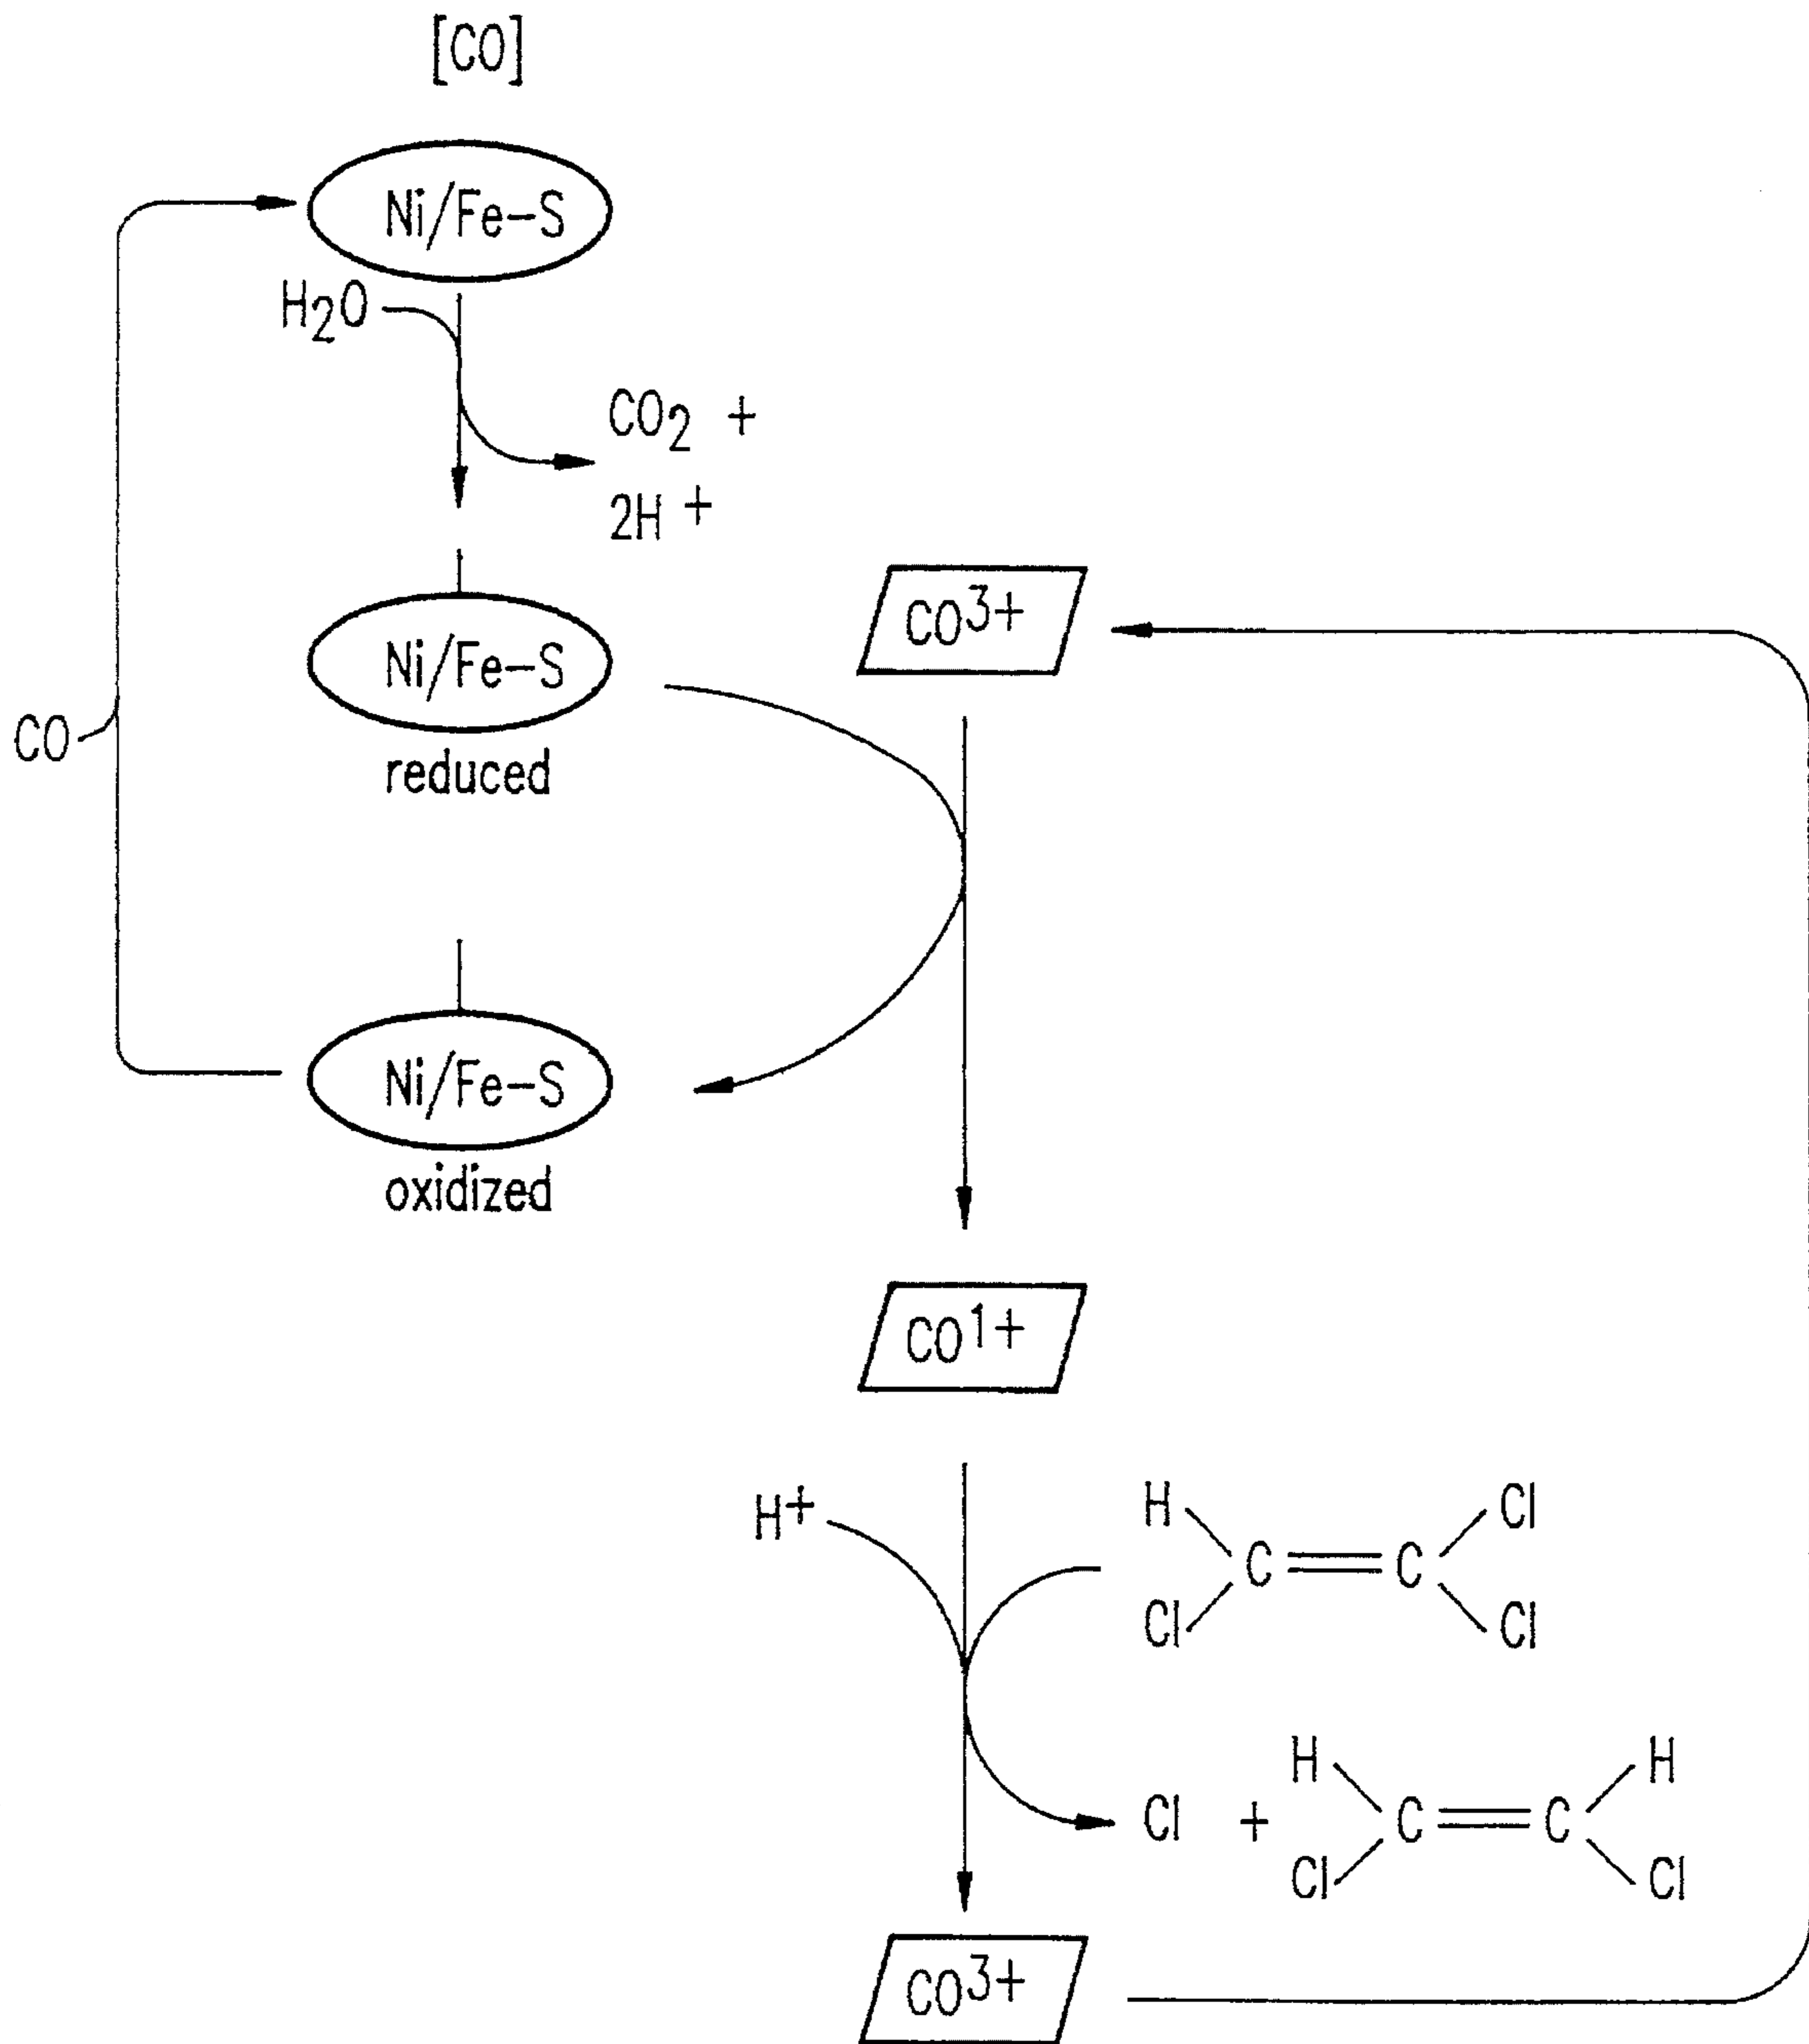 [CO]
Ni/Fe-S
H2O
CO2 +
2H +
CO3+
Ni/Fe-S
CO
reduced
Ni/Fe-S
oxidized
CO1+
H+
H Cl
C C
Cl Cl
H H
Cl + C C
Cl Cl
CO3+